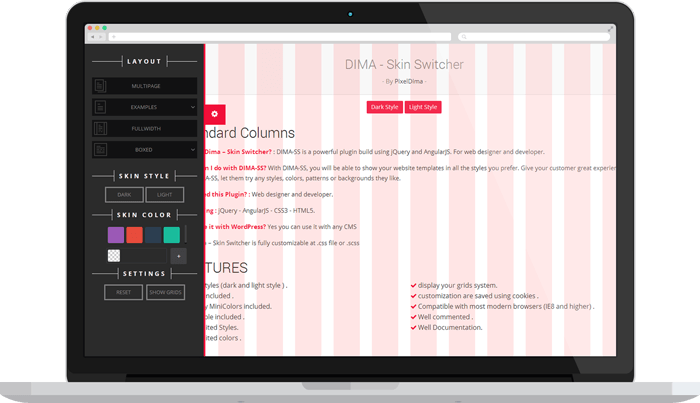 LAYOUT
MULTIPAGE
EXAMPLES
FULLWIDTH
BOXED
SKIN STYLE
DARK LIGHT
SKIN COLOR
+
SETTINGS
RESET SHOW GRIDS
DIMA - Skin Switcher
- By PixelDima -
Dark Style Light Style
ndard Columns
Dima – Skin Switcher? : DIMA-SS is a powerful plugin build using jQuery and AngularJS. For web designer and developer.
n I do with DIMA-SS? With DIMA-SS, you will be able to show your website templates in all the styles you prefer. Give your customer great experien
A-SS, let them try any styles, colors, patterns or backgrounds they like.
ed this Plugin? : Web designer and developer.
ng : jQuery - AngularJS - CSS3 - HTML5.
e it with WordPress? Yes you can use it with any CMS
– Skin Switcher is fully customizable at .css file or .scss
TURES
tyles (dark and light style ) .
ncluded .
y MiniColors included.
ple included .
ited Styles.
ited colors .
display your grids system.
customization are saved using cookies .
Compatible with most modern browsers (IE8 and higher) .
Well commented .
Well Documentation.